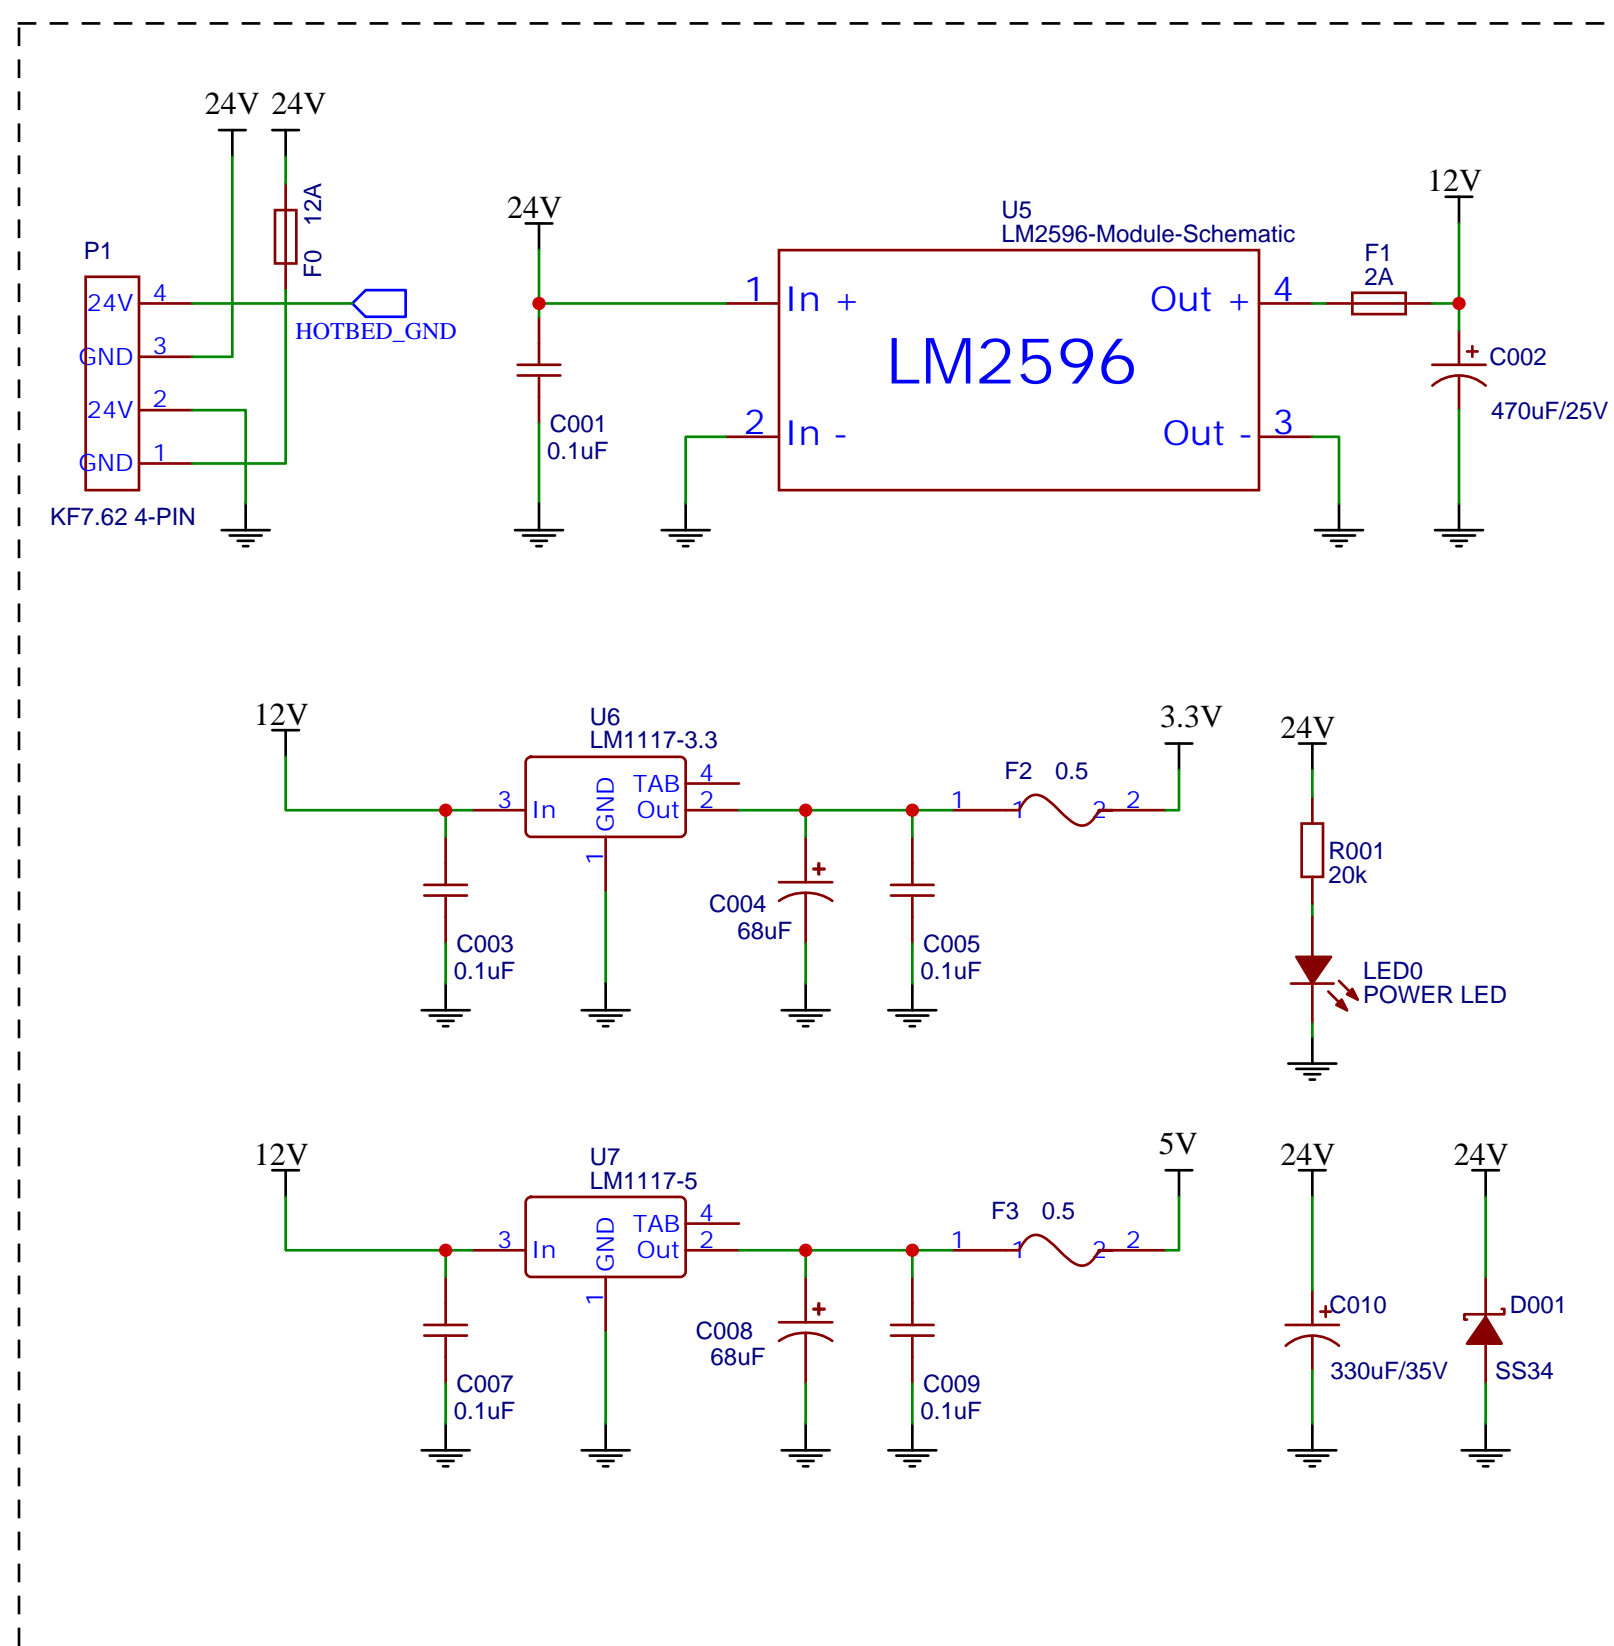 24V 24V
12A
F0
P1
24V 4
GND 3
24V 2
GND 1
KF7.62 4-PIN
HOTBED_GND
24V
C001
0.1uF
U5
LM2596-Module-Schematic
1 In + Out + 4
LM2596
2 In - Out - 3
F1
2A
12V
+ C002
470uF/25V
12V
U6
LM1117-3.3
3 In GND TAB 4
Out 2
1
C003
0.1uF
+
C004
68uF
C005
0.1uF
F2 0.5
1 1 2 2
3.3V
24V
R001
20k
LED0
POWER LED
12V
U7
LM1117-5
3 In GND TAB 4
Out 2
1
C007
0.1uF
+
C008
68uF
C009
0.1uF
F3 0.5
1 1 2 2
5V
24V
+C010
330uF/35V
24V
D001
SS34